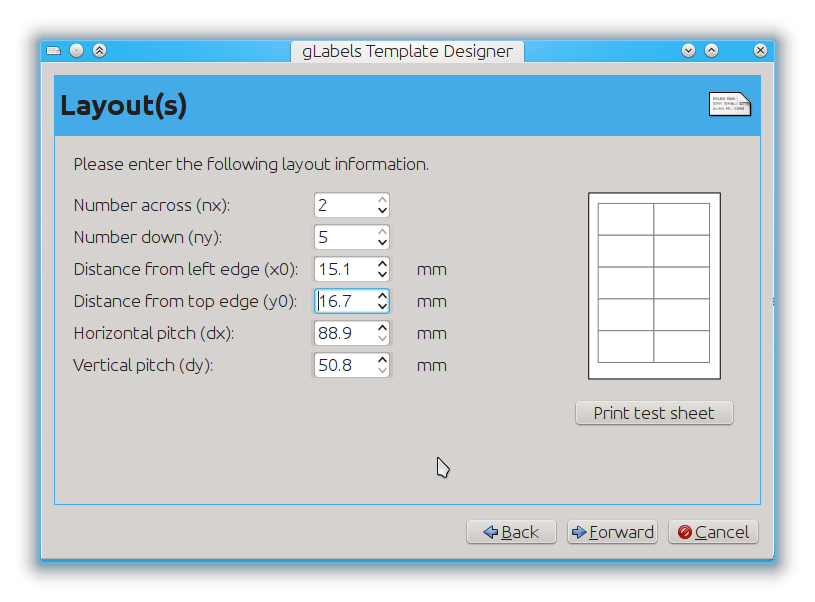 gLabels Template Designer
Layout(s)
Please enter the following layout information.
Number across (nx): 2
Number down (ny): 5
Distance from left edge (x0): 15.1 mm
Distance from top edge (y0): 16.7 mm
Horizontal pitch (dx): 88.9 mm
Vertical pitch (dy): 50.8 mm
Print test sheet
Back Forward Cancel